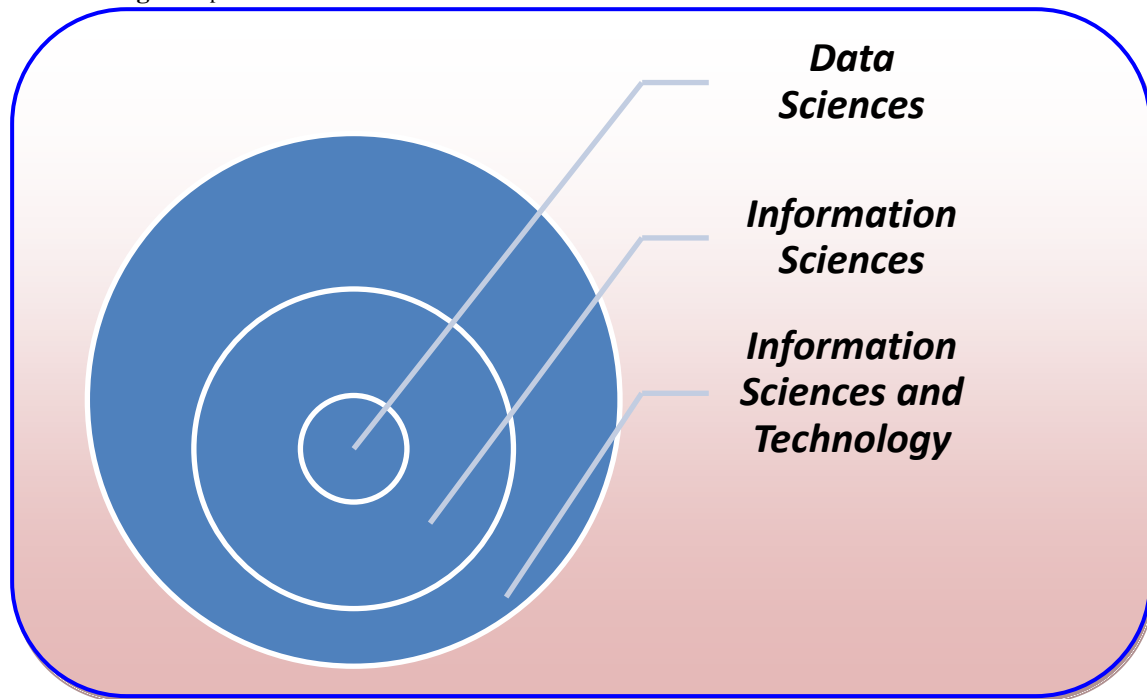 Data
Sciences
Information
Sciences
Information
Sciences and
Technology